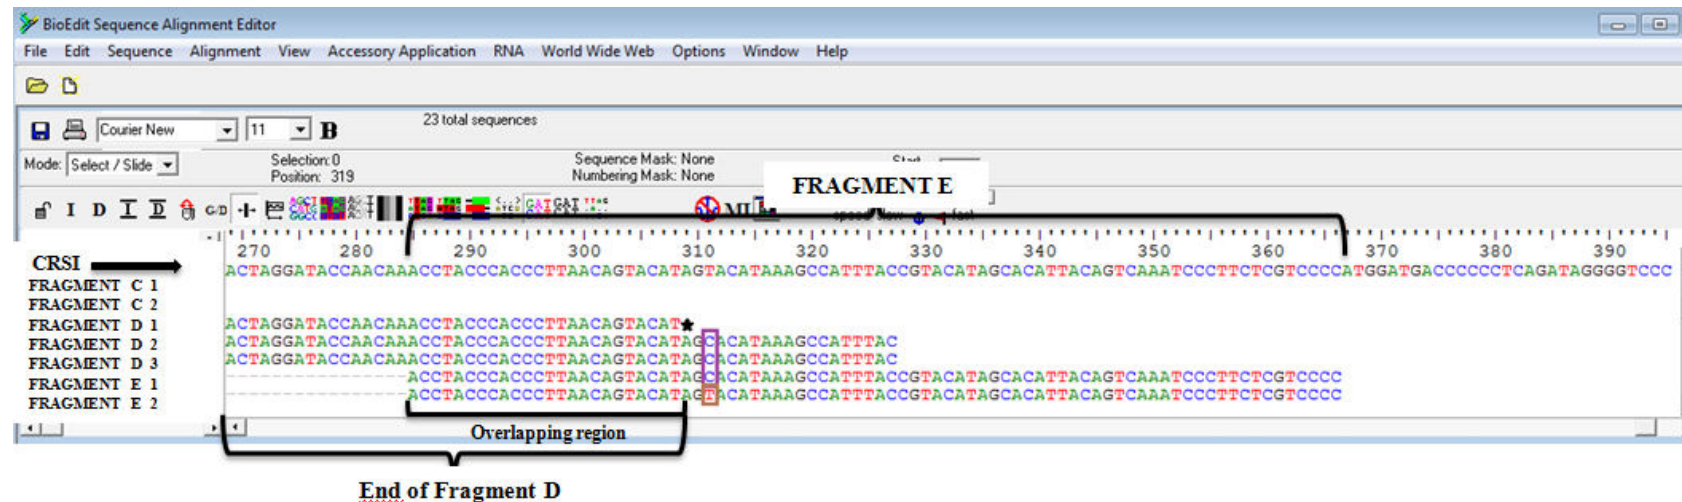 BioEdit Sequence Alignment Editor
File Edit Sequence Alignment View Accessory Application RNA World Wide Web Options Window Help
Courier New 11 B 23 total sequences
Mode: Select / Slide Selection: 0 Sequence Mask: None
Position: 319 Numbering Mask: None
FRAGMENT E
I D I D G/D
270 280 290 300 310 320 330 340 350 360 370 380 390
CRSI ACTAGGATACCAACAAACCTACCCACCCTTAACAGTACATAGTACATAAAGCCATTTACCGTACATAGCACATTACAGTCAAATCCCTTCTCGTCCCCATGGATGACCCCCCTCAGATAGGGGTCCC
FRAGMENT C 1
FRAGMENT C 2
FRAGMENT D 1 ACTAGGATACCAACAAACCTACCCACCCTTAACAGTACAT★
FRAGMENT D 2 ACTAGGATACCAACAAACCTACCCACCCTTAACAGTACATAGCACATAAAGCCATTTAC
FRAGMENT D 3 ACTAGGATACCAACAAACCTACCCACCCTTAACAGTACATAGCACATAAAGCCATTTAC
FRAGMENT E 1 ----------------ACCTACCCACCCTTAACAGTACATAGCACATAAAGCCATTTACCGTACATAGCACATTACAGTCAAATCCCTTCTCGTCCCC
FRAGMENT E 2 ----------------ACCTACCCACCCTTAACAGTACATAGTACATAAAGCCATTTACCGTACATAGCACATTACAGTCAAATCCCTTCTCGTCCCC
Overlapping region
End of Fragment D